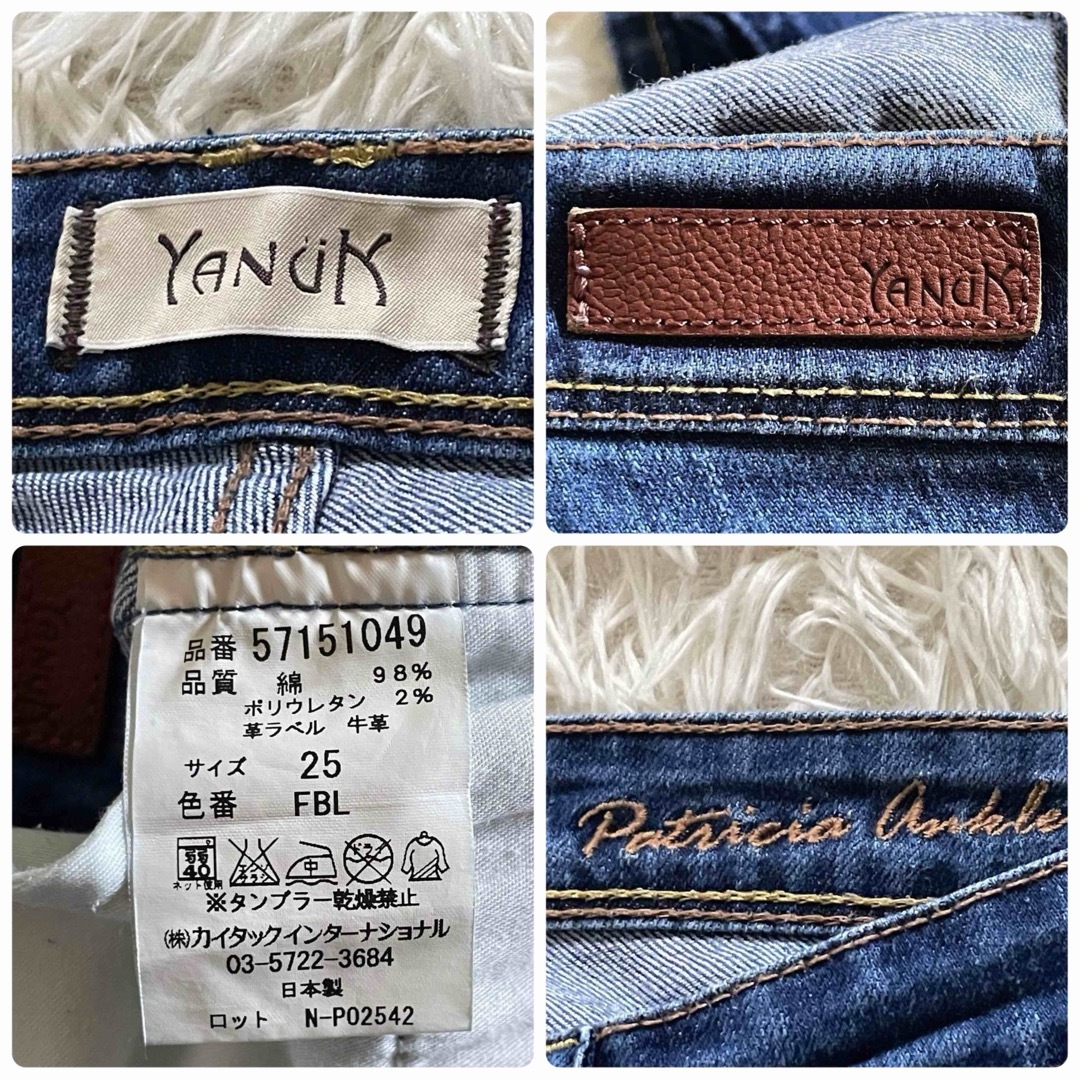 YANÜK
YANÜK
品番 57151049
品質 綿 98%
ポリウレタン 2%
革ラベル 牛革
サイズ 25
色番 FBL
弱
40
中
ネット使用
※タンブラー乾燥禁止
(株)カイタックインターナショナル
03-5722-3684
日本製
ロット N-P02542
Patricia Ankle